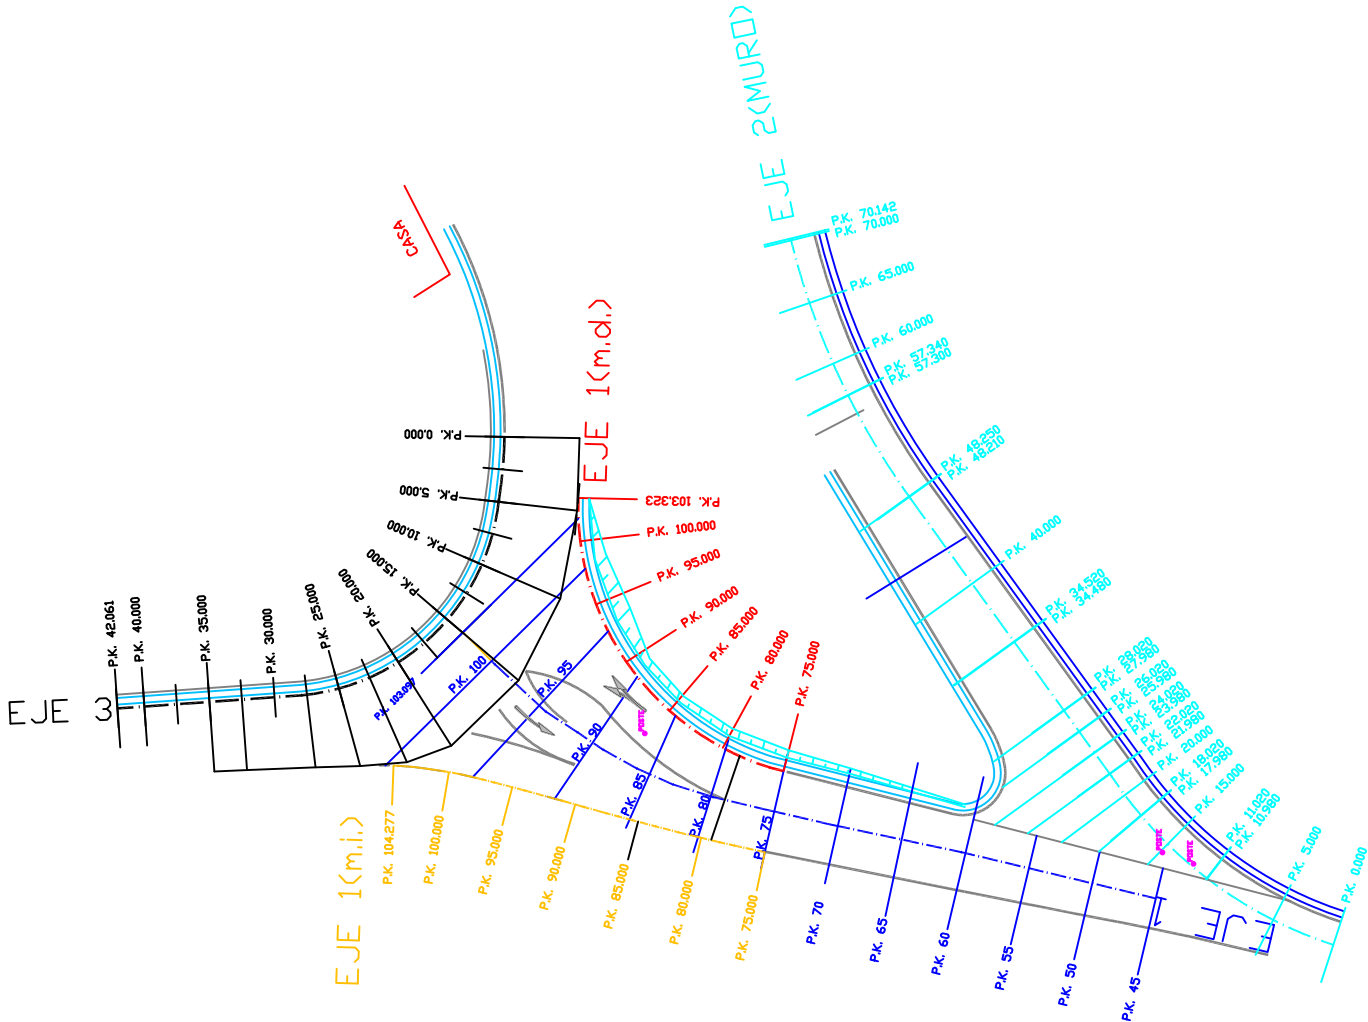 EJE 2(MURO)
P.K. 70.142
P.K. 70.000
P.K. 65.000
P.K. 60.000
P.K. 57.340
P.K. 57.300
P.K. 48.250
P.K. 48.210
P.K. 40.000
P.K. 34.520
P.K. 34.480
P.K. 28.020
P.K. 27.980
P.K. 26.020
P.K. 25.980
P.K. 24.020
P.K. 23.980
P.K. 22.020
P.K. 21.980
P.K. 20.000
P.K. 18.020
P.K. 17.980
P.K. 15.000
P.K. 11.020
P.K. 10.980
P.K. 5.000
P.K. 0.000
CASA
EJE 1(m.d.)
P.K. 103.323
P.K. 100.000
P.K. 95.000
P.K. 90.000
P.K. 85.000
P.K. 80.000
P.K. 75.000
P.K. 0.000
P.K. 5.000
P.K. 10.000
P.K. 15.000
P.K. 20.000
P.K. 25.000
P.K. 30.000
P.K. 35.000
P.K. 40.000
P.K. 42.061
EJE 3
P.K. 103.097
P.K. 100
P.K. 95
P.K. 90
P.K. 85
P.K. 80
P.K. 75
P.K. 70
P.K. 65
P.K. 60
P.K. 55
P.K. 50
P.K. 45
EJE 1
POSTE
POSTE
POSTE
EJE 1(m.i.)
P.K. 104.277
P.K. 100.000
P.K. 95.000
P.K. 90.000
P.K. 85.000
P.K. 80.000
P.K. 75.000